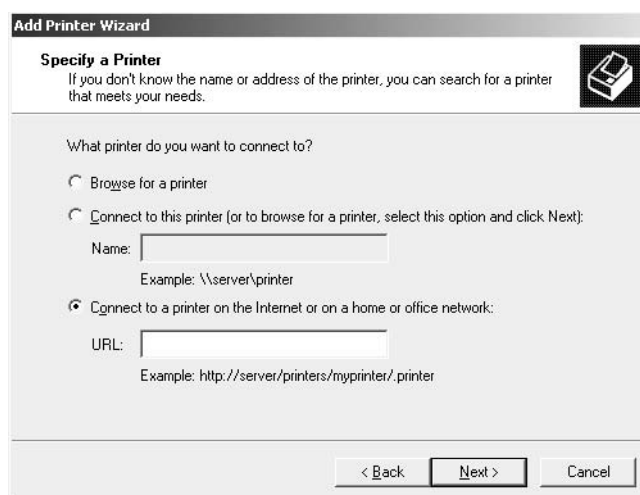 Add Printer Wizard
Specify a Printer
If you don't know the name or address of the printer, you can search for a printer
that meets your needs.
What printer do you want to connect to?
Browse for a printer
Connect to this printer (or to browse for a printer, select this option and click Next):
Name:
Example: \\server\printer
Connect to a printer on the Internet or on a home or office network:
URL:
Example: http://server/printers/myprinter/.printer
< Back Next > Cancel